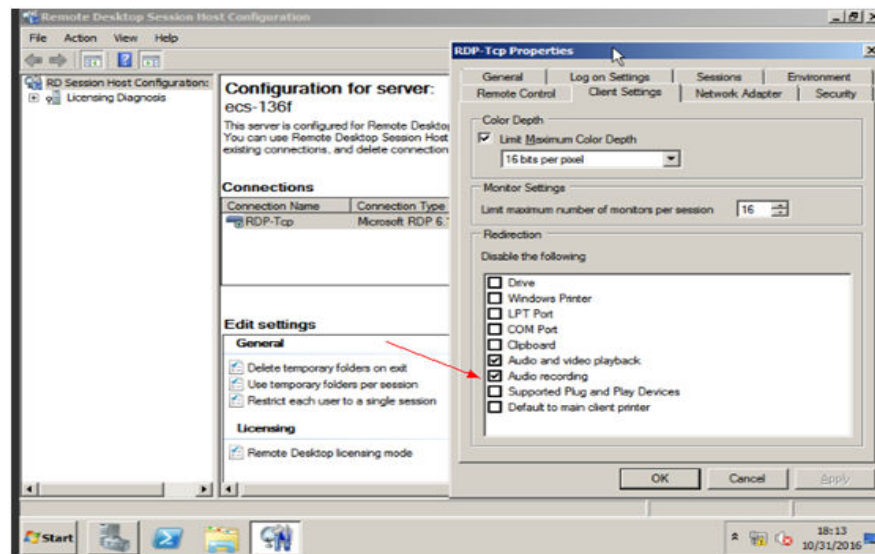 Remote Desktop Session Host Configuration
File Action View Help
RD Session Host Configuration:
Licensing Diagnosis
Configuration for server:
ecs-136f
This server is configured for Remote Deskto
You can use Remote Desktop Session Host
existing connections, and delete connection
Connections
Connection Name Connection Type
RDP-Tcp Microsoft RDP 6.
Edit settings
General
Delete temporary folders on exit
Use temporary folders per session
Restrict each user to a single session
Licensing
Remote Desktop licensing mode
RDP-Tcp Properties
General Log on Settings Sessions Environment
Remote Control Client Settings Network Adapter Security
Color Depth
Limit Maximum Color Depth
16 bits per pixel
Monitor Settings
Limit maximum number of monitors per session 16
Redirection
Disable the following
Drive
Windows Printer
LPT Port
COM Port
Clipboard
Audio and video playback
Audio recording
Supported Plug and Play Devices
Default to main client printer
OK Cancel Apply
Start
18:13
10/31/2016